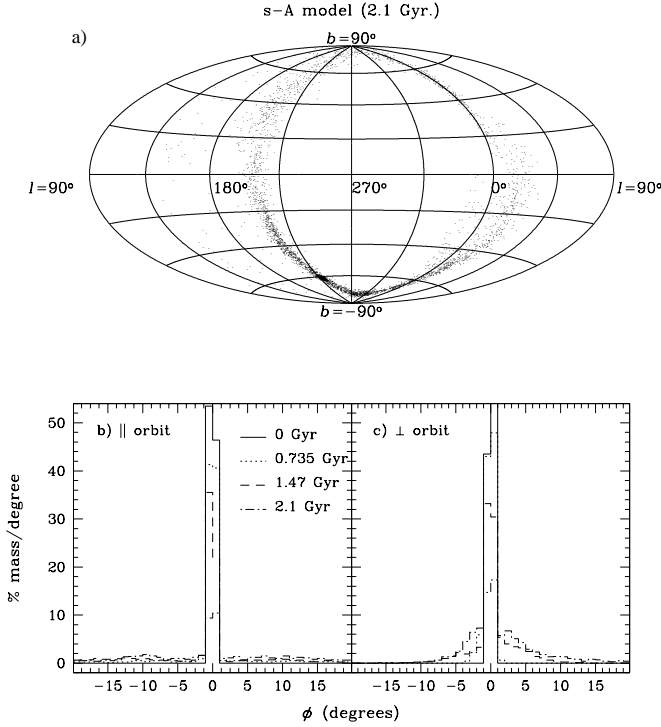 s-A model (2.1 Gyr.)
a)
b=90°
l=90° 180° 270° 0° l=90°
b=-90°
b) || orbit
c) ⊥ orbit
0 Gyr
0.735 Gyr
1.47 Gyr
2.1 Gyr
% mass/degree
50
40
30
20
10
0
-15 -10 -5 0 5 10 15 -15 -10 -5 0 5 10 15
ϕ (degrees)